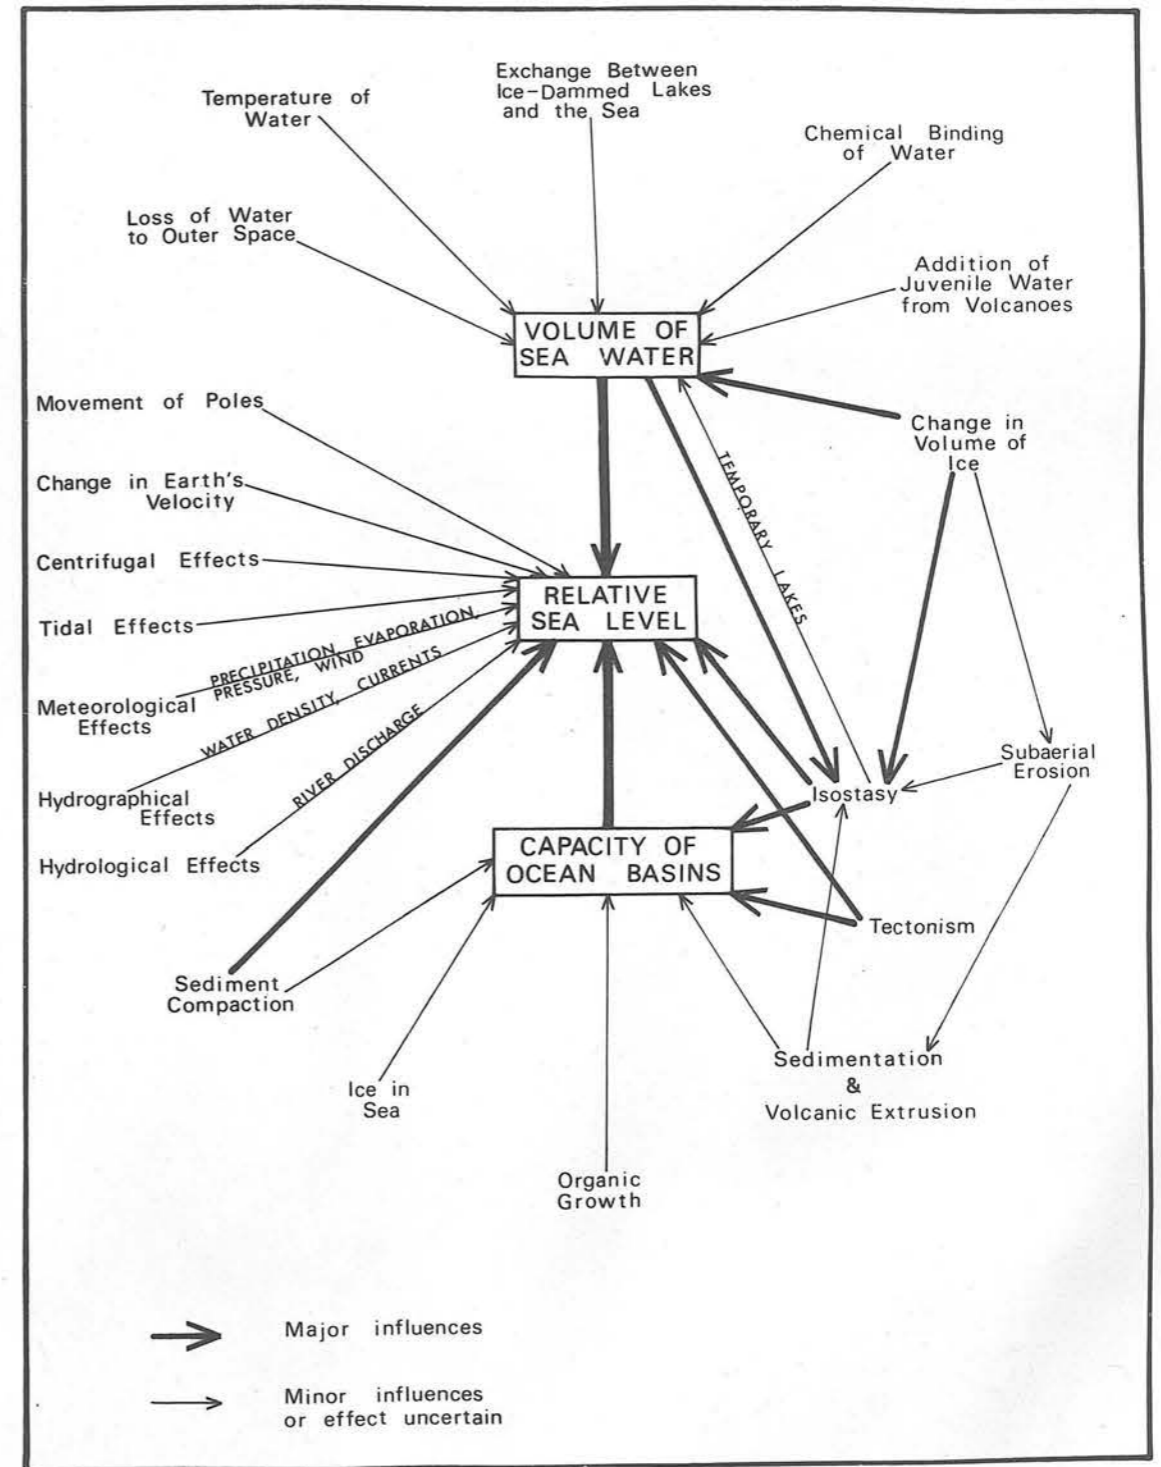 Temperature of
Water
Exchange Between
Ice-Dammed Lakes
and the Sea
Chemical Binding
of Water
Loss of Water
to Outer Space
Addition of
Juvenile Water
from Volcanoes
VOLUME OF
SEA WATER
Movement of Poles
Change in
Volume of
Ice
Change in Earth's
Velocity
TEMPORARY LAKES
Centrifugal Effects
RELATIVE
SEA LEVEL
Tidal Effects
PRECIPITATION, EVAPORATION,
PRESSURE, WIND
Meteorological
Effects
WATER DENSITY, CURRENTS
RIVER DISCHARGE
Subaerial
Erosion
Hydrographical
Effects
Isostasy
Hydrological Effects
CAPACITY OF
OCEAN BASINS
Tectonism
Sediment
Compaction
Sedimentation
&
Volcanic Extrusion
Ice in
Sea
Organic
Growth
Major influences
Minor influences
or effect uncertain